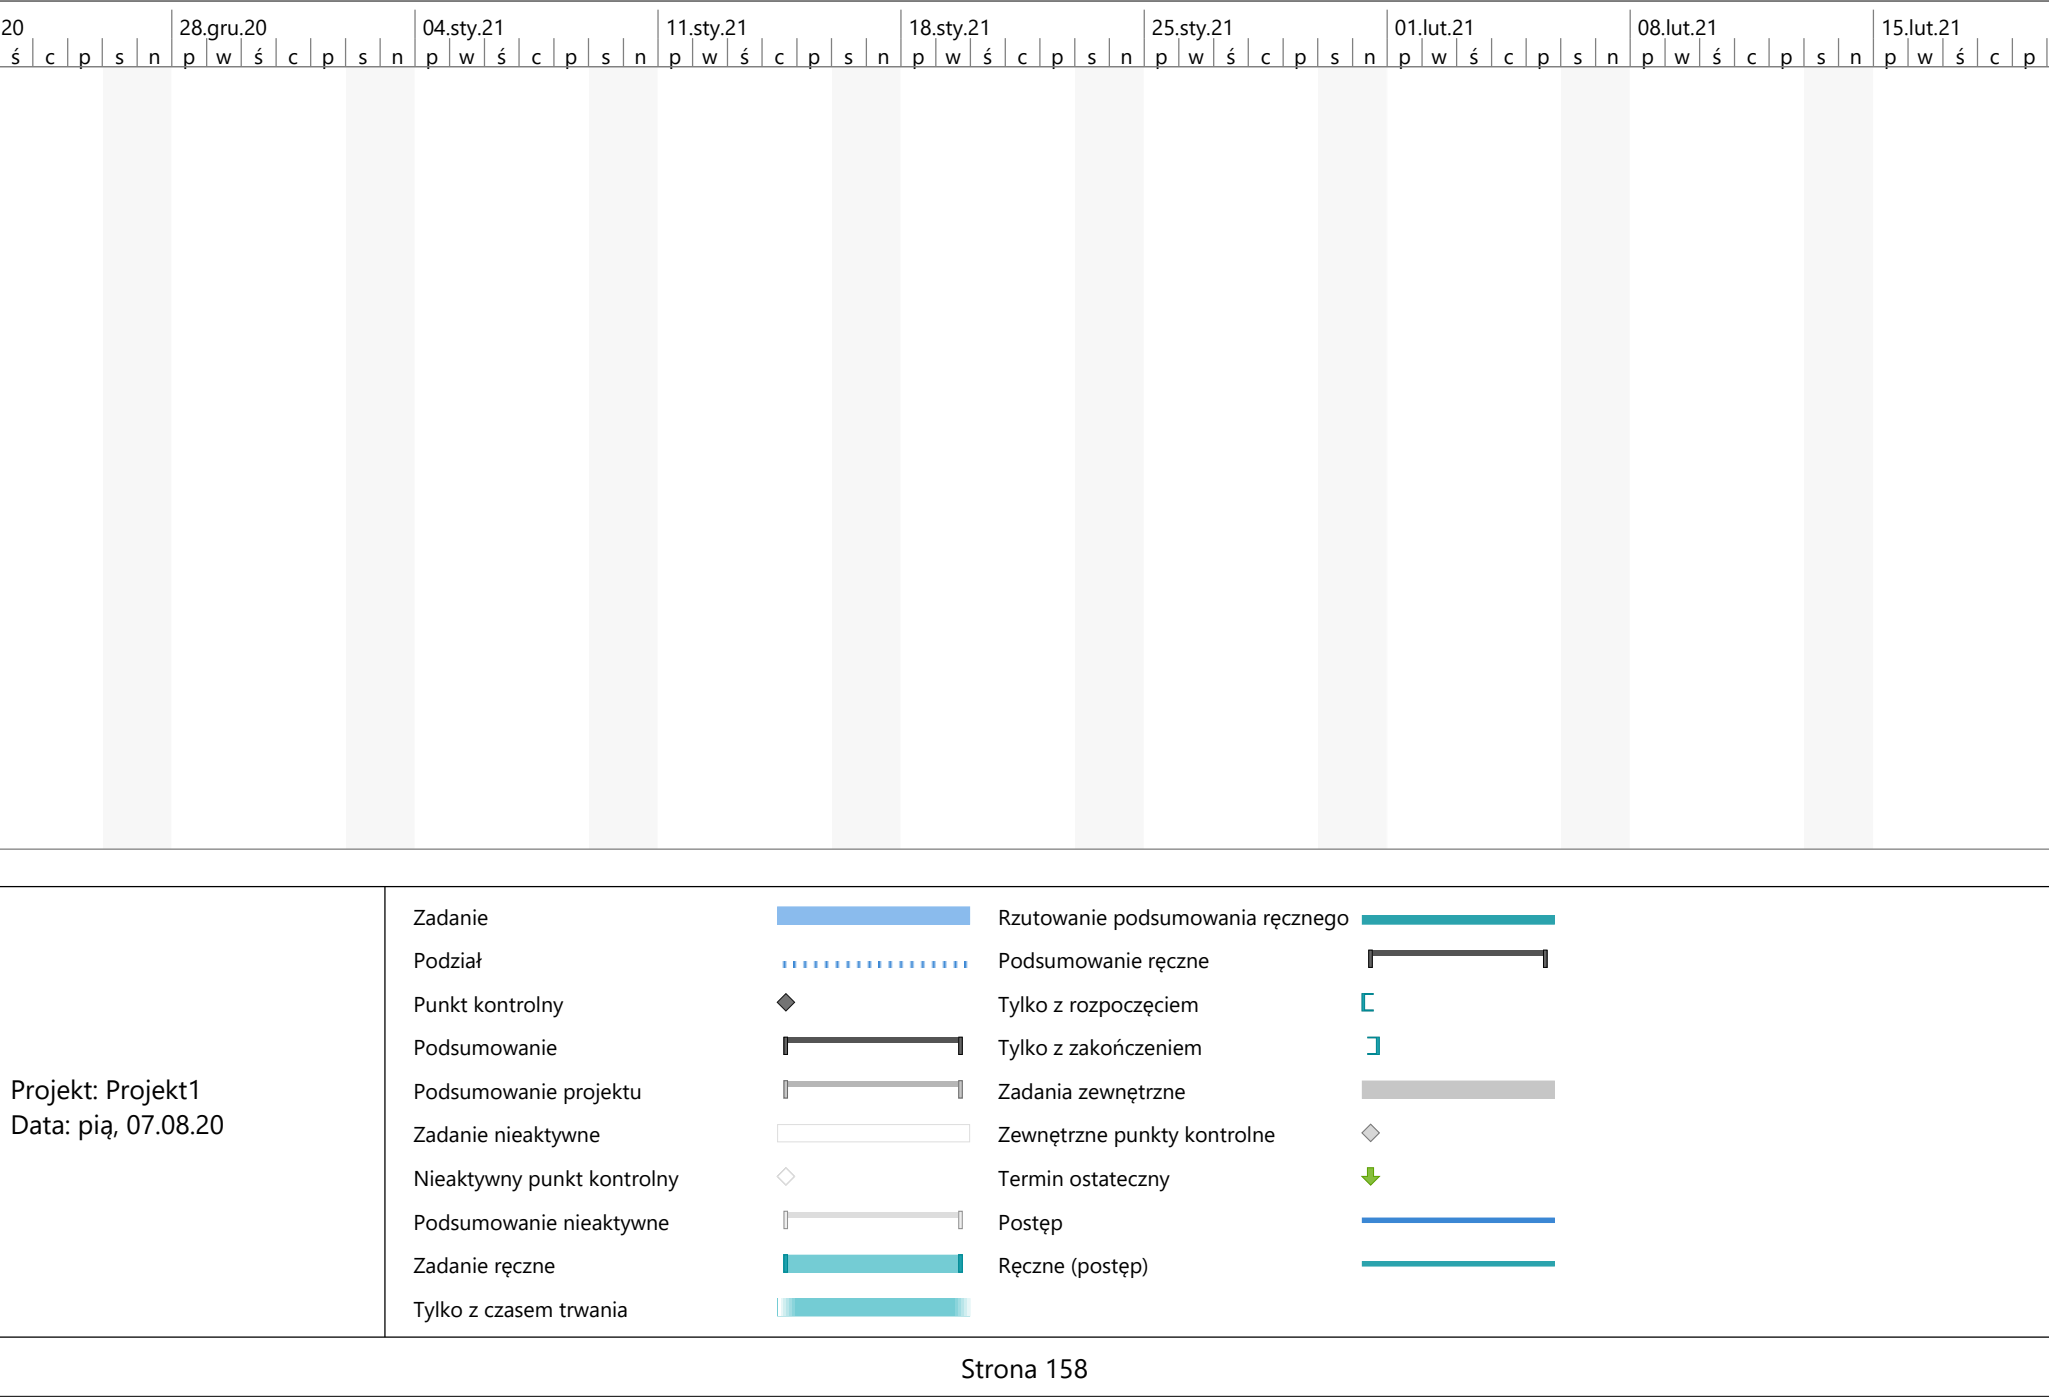 20 28.gru.20 04.sty.21 11.sty.21 18.sty.21 25.sty.21 01.lut.21 08.lut.21 15.lut.21
ś c p s n p w ś c p s n p w ś c p s n p w ś c p s n p w ś c p s n p w ś c p s n p w ś c p s n p w ś c p s n p w ś c p
Zadanie
Podział
Punkt kontrolny
Podsumowanie
Podsumowanie projektu
Zadanie nieaktywne
Nieaktywny punkt kontrolny
Podsumowanie nieaktywne
Zadanie ręczne
Tylko z czasem trwania
Rzutowanie podsumowania ręcznego
Podsumowanie ręczne
Tylko z rozpoczęciem
Tylko z zakończeniem
Zadania zewnętrzne
Zewnętrzne punkty kontrolne
Termin ostateczny
Postęp
Ręczne (postęp)
Projekt: Projekt1
Data: pią, 07.08.20
Strona 158